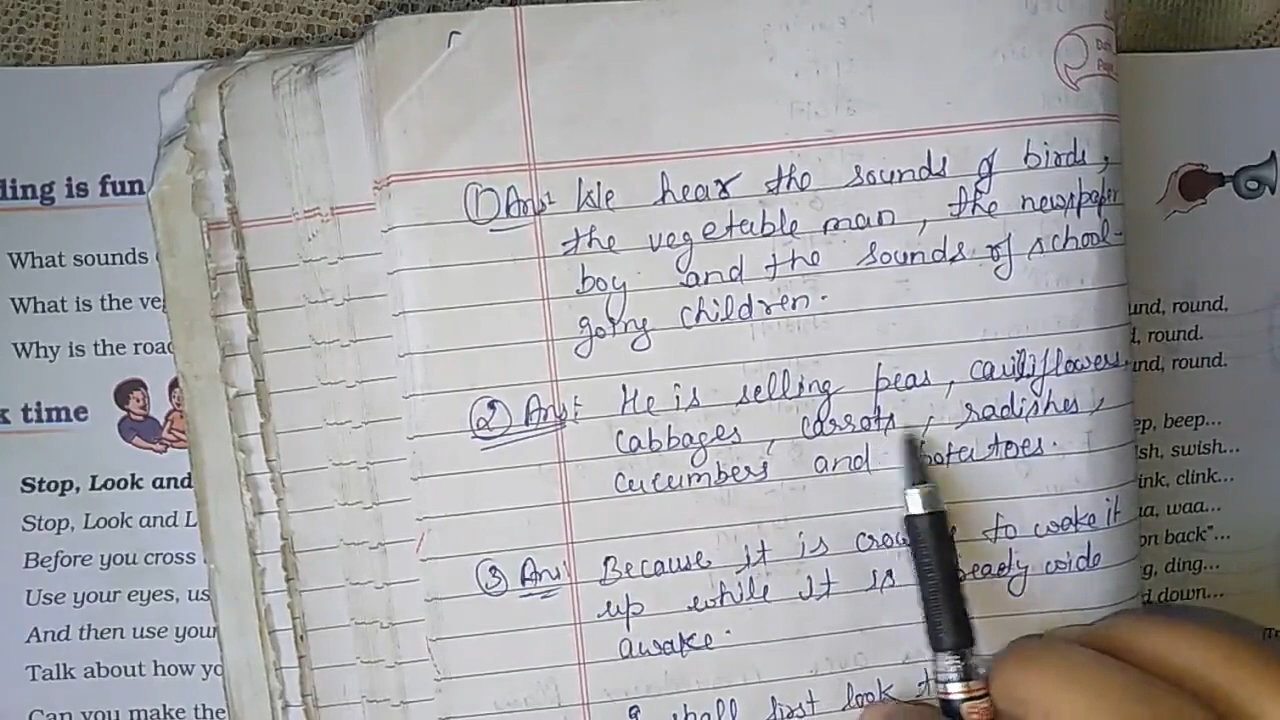 ding is fun
What sounds
What is the ve
Why is the road
k time
Stop, Look and
Stop, Look and L
Before you cross
Use your eyes, us
And then use your
Talk about how yo
Can you make the
① Ans: We hear the sounds of birds,
the vegetable man, the newspaper
boy and the sounds of school-
going children.
② Ans: He is selling peas, cauliflowers,
cabbages, carrots, radishes,
cucumbers and potatoes.
③ Ans: Because it is to wake it
up while it is wide
awake.
shall first look
und, round,
d, round.
und, round.
ep, beep...
sh, swish...
ink, clink...
a, waa...
on back"...
g, ding...
d down...